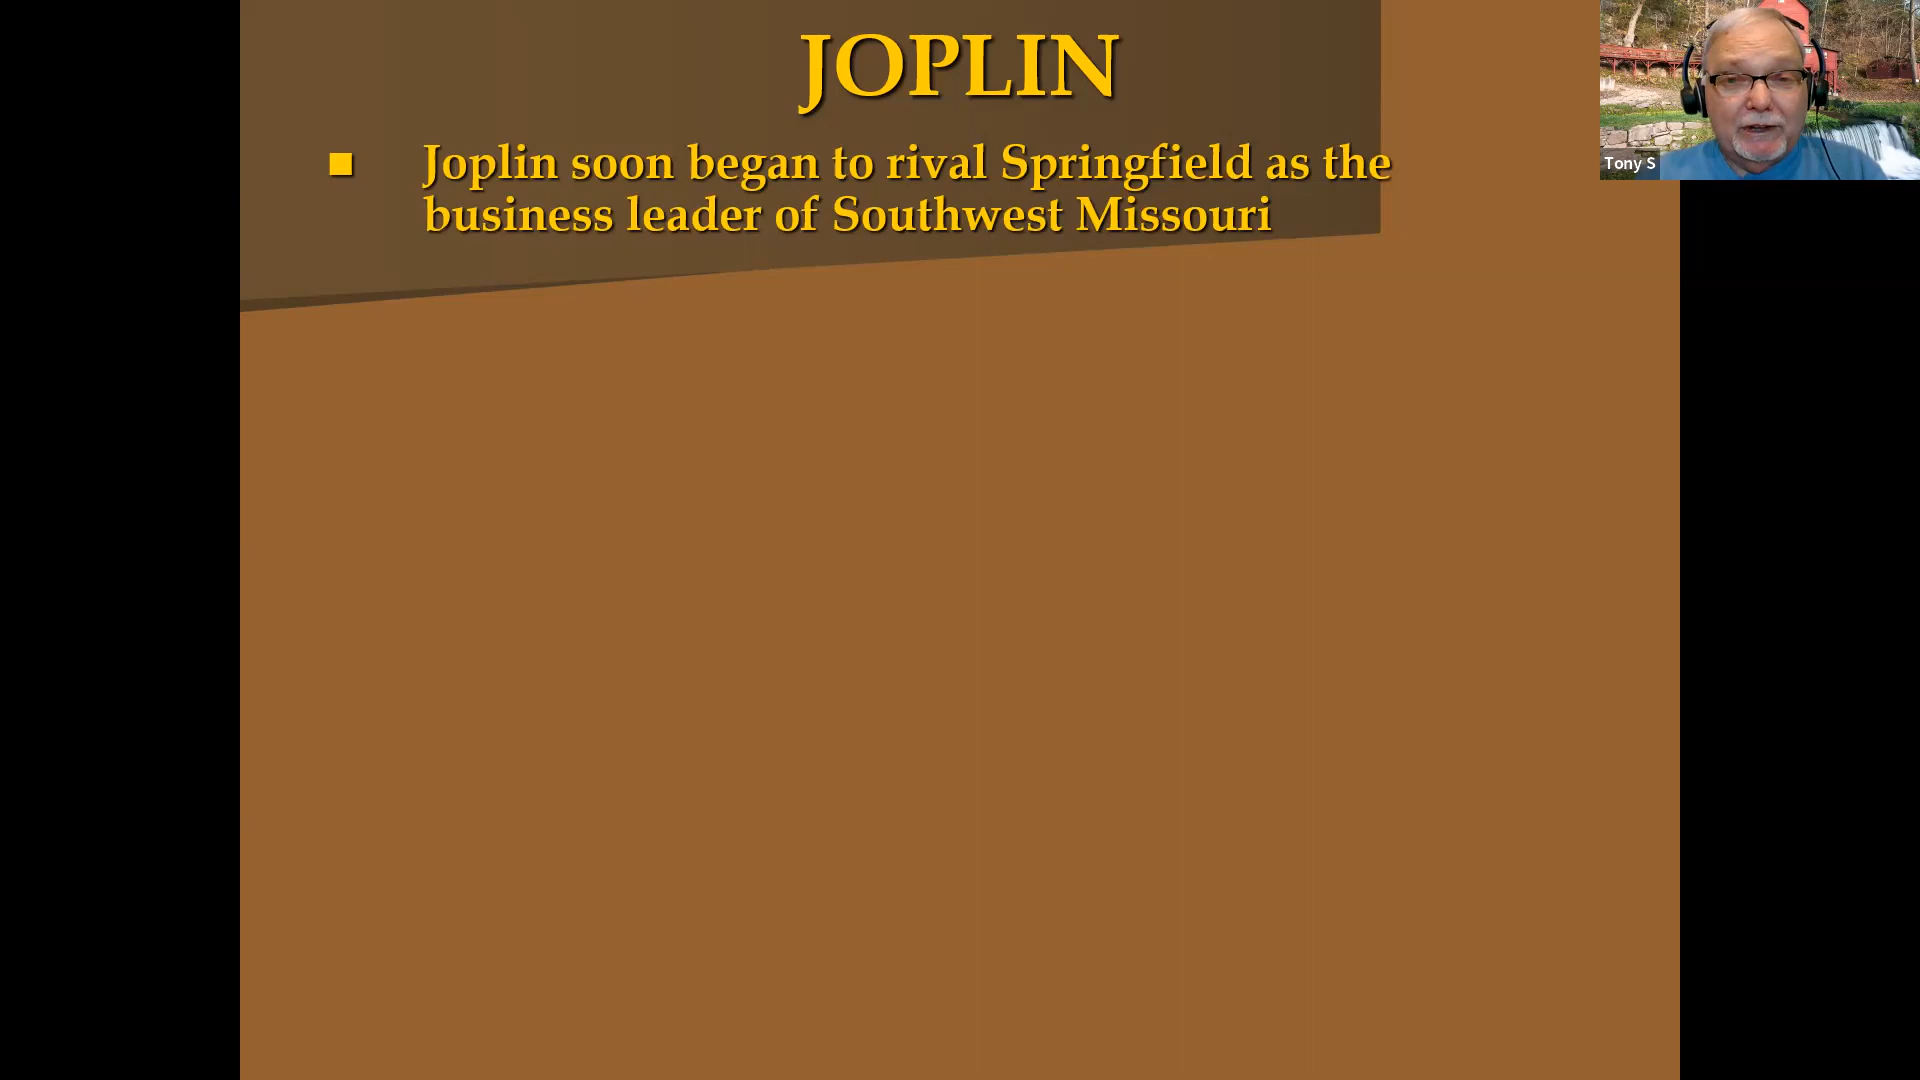 JOPLIN
■ Joplin soon began to rival Springfield as the
business leader of Southwest Missouri
Tony S